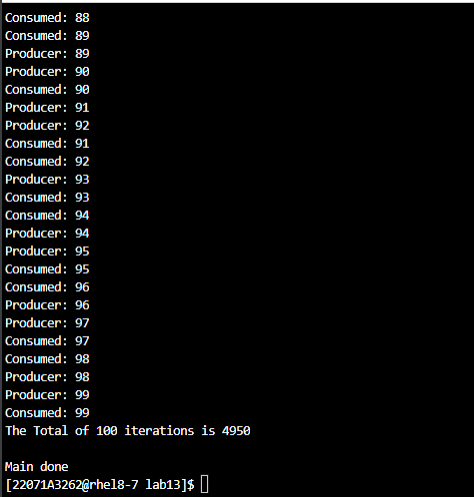 Consumed: 88
Consumed: 89
Producer: 89
Producer: 90
Consumed: 90
Producer: 91
Producer: 92
Consumed: 91
Consumed: 92
Producer: 93
Consumed: 93
Consumed: 94
Producer: 94
Producer: 95
Consumed: 95
Consumed: 96
Producer: 96
Producer: 97
Consumed: 97
Consumed: 98
Producer: 98
Producer: 99
Consumed: 99
The Total of 100 iterations is 4950
Main done
[22071A3262@rhel8-7 lab13]$